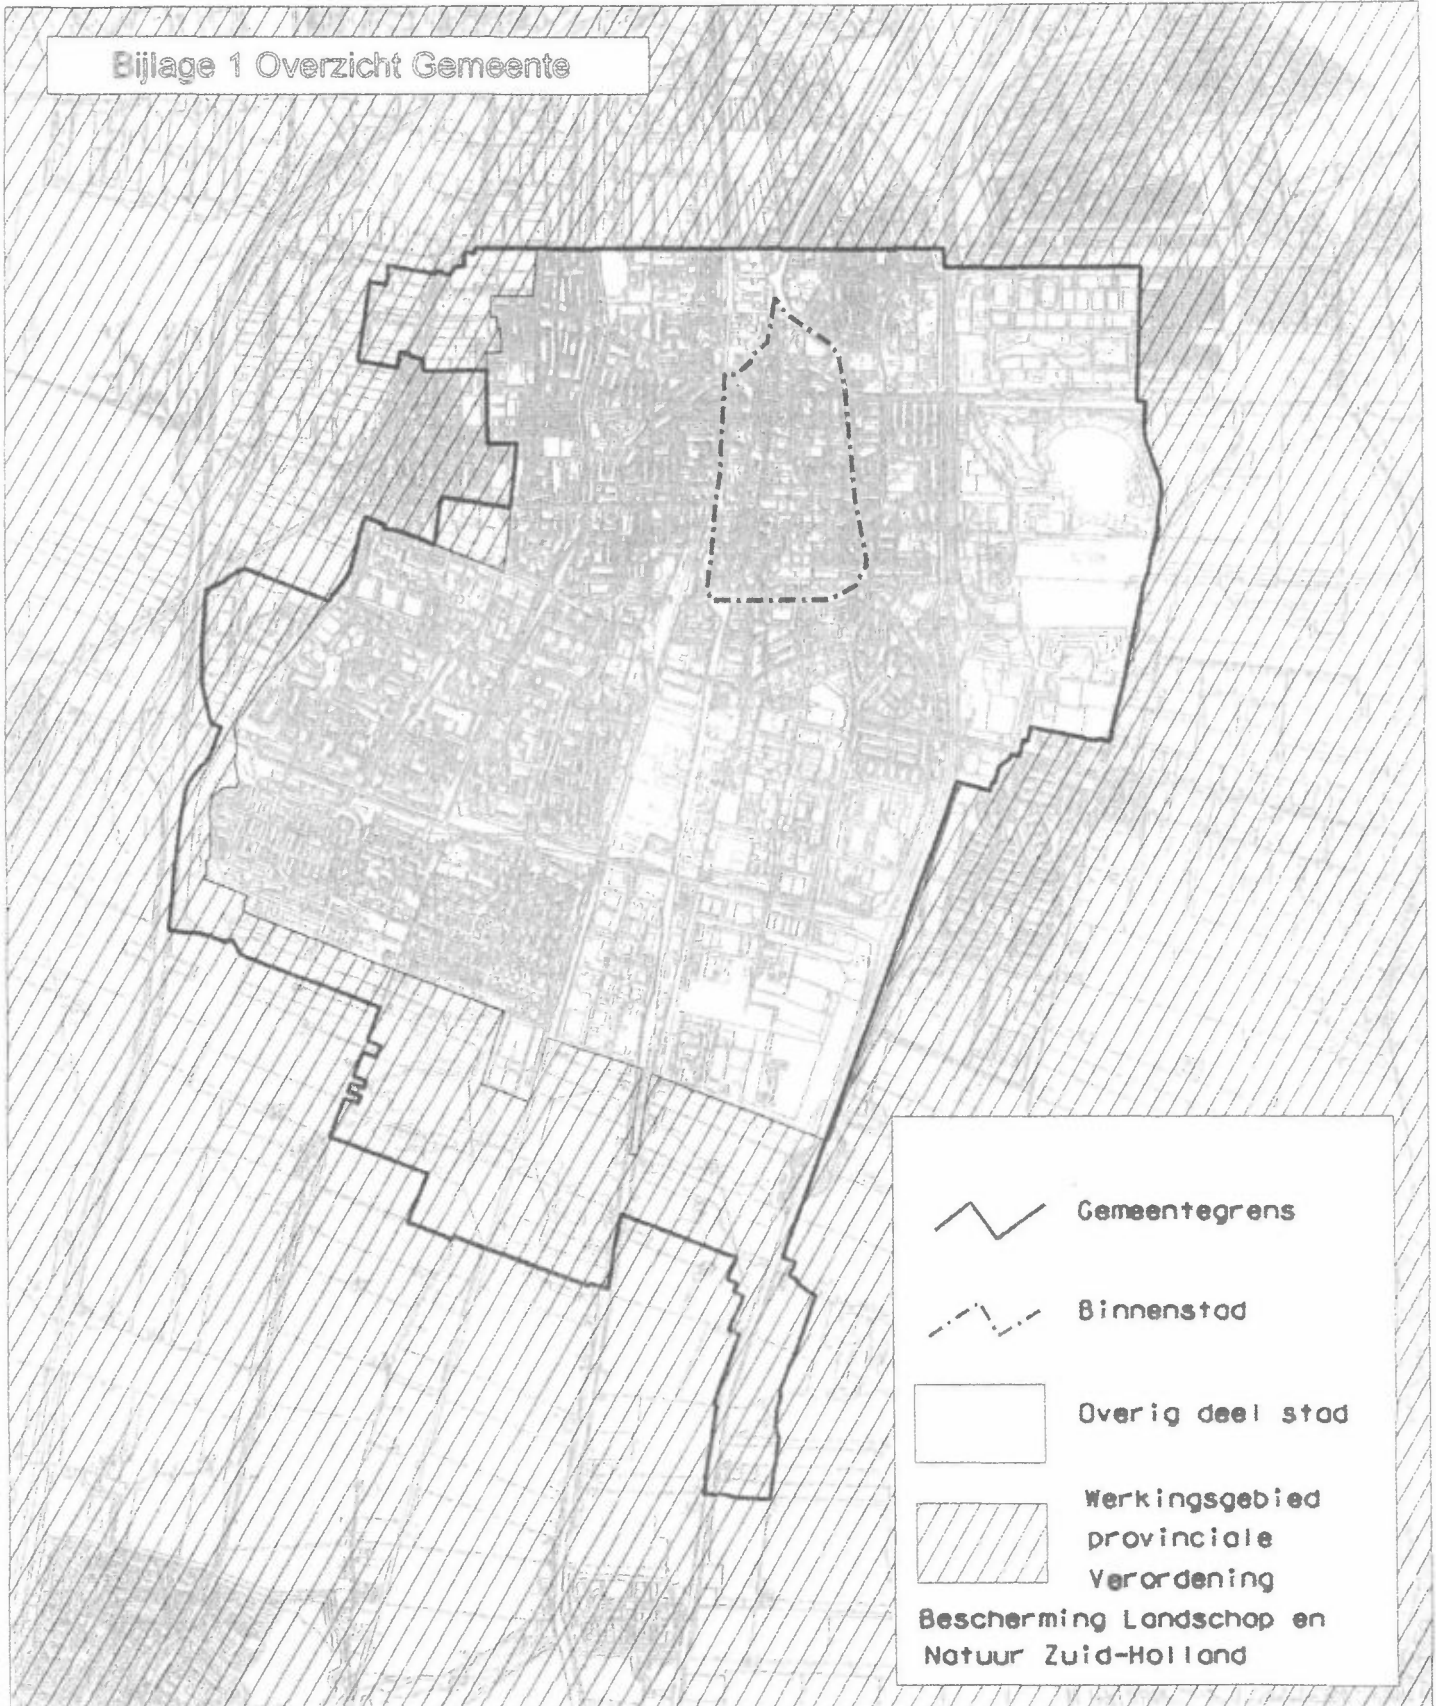 Bijlage 1 Overzicht Gemeente
Gemeentegrens
Binnenstad
Overig deel stad
Werkingsgebied
provinciale
Verordening
Bescherming Landschap en
Natuur Zuid-Holland